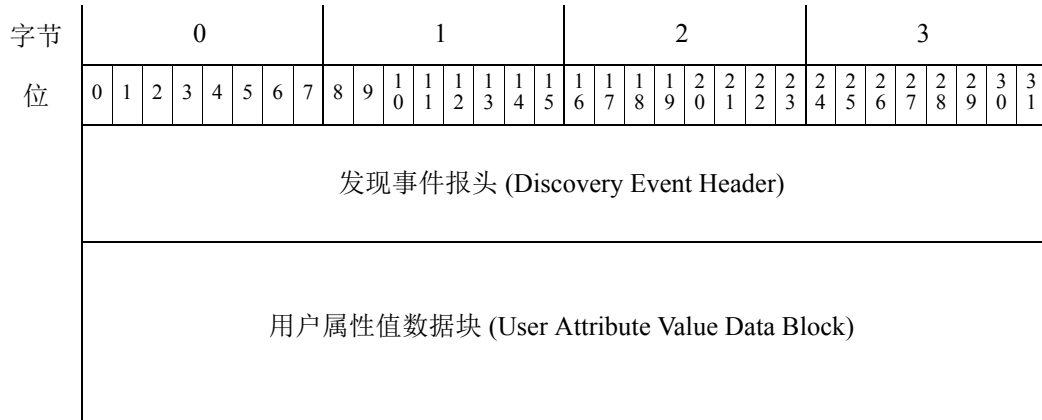 字节 0 1 2 3
位 0 1 2 3 4 5 6 7 8 9 10 11 12 13 14 15 16 17 18 19 20 21 22 23 24 25 26 27 28 29 30 31
发现事件报头 (Discovery Event Header)
用户属性值数据块 (User Attribute Value Data Block)